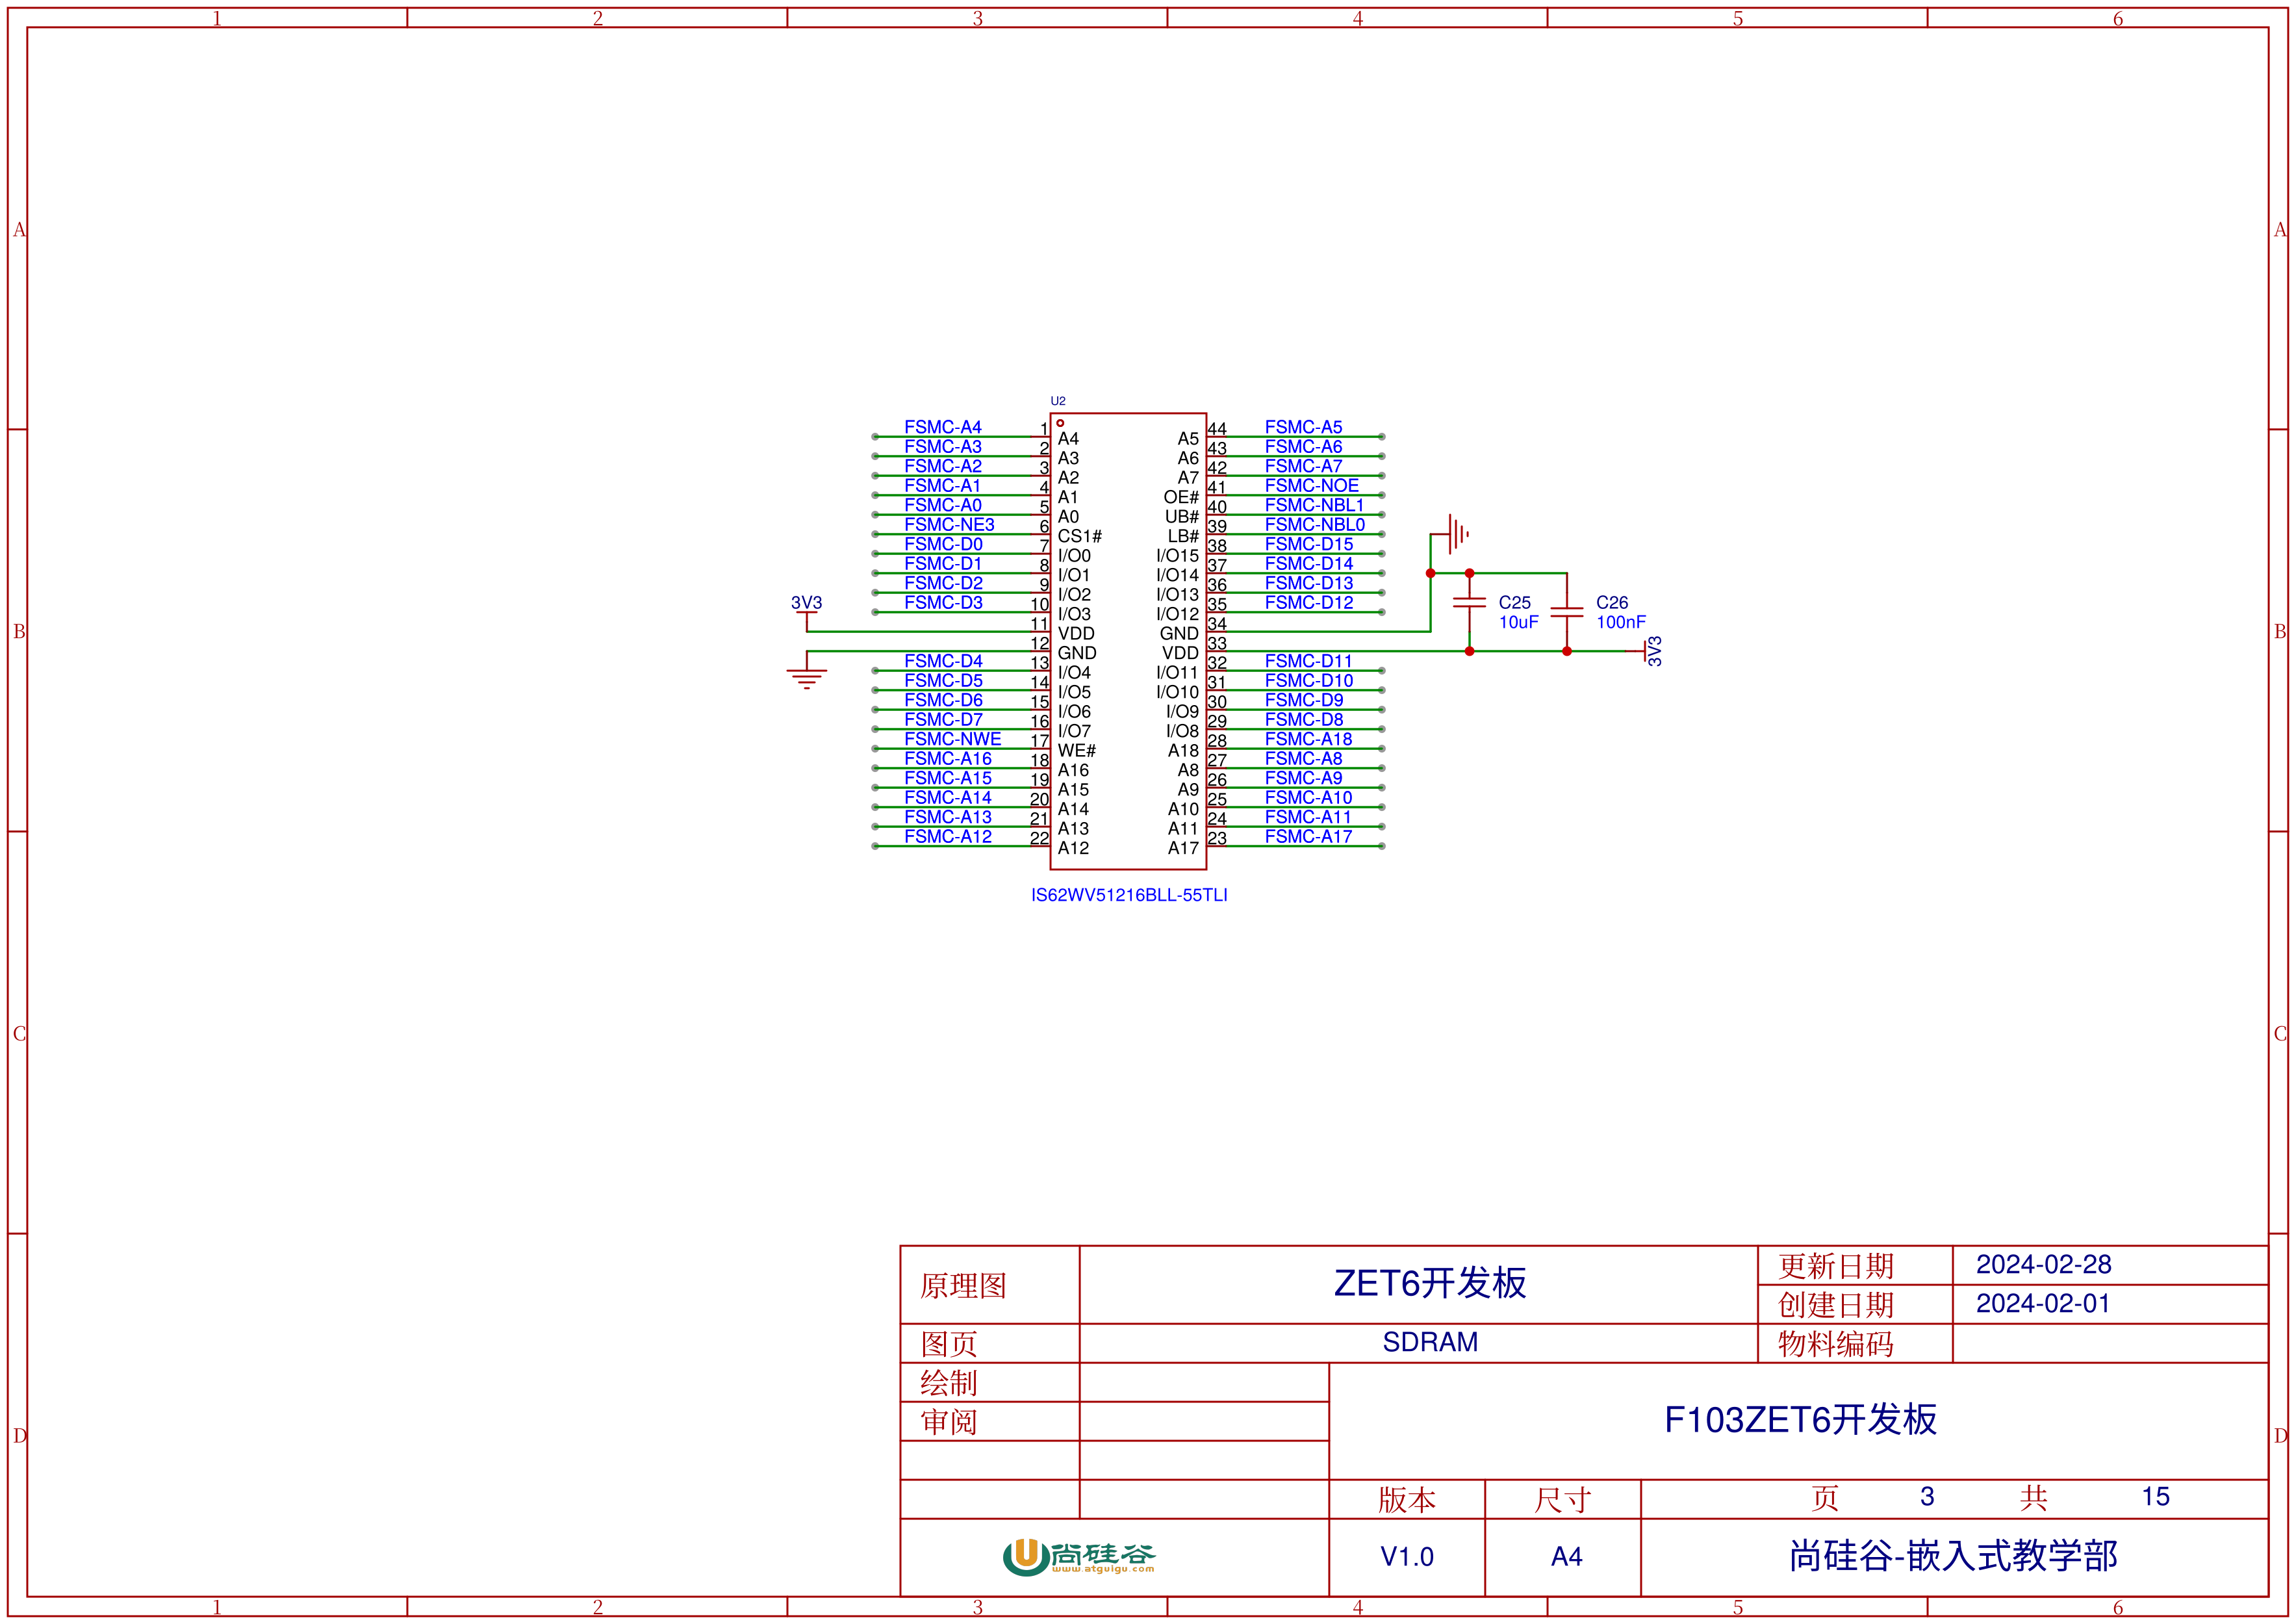 1 2 3 4 5 6
A A
U2
FSMC-A4 1 A4 A5 44 FSMC-A5
FSMC-A3 2 A3 A6 43 FSMC-A6
FSMC-A2 3 A2 A7 42 FSMC-A7
FSMC-A1 4 A1 OE# 41 FSMC-NOE
FSMC-A0 5 A0 UB# 40 FSMC-NBL1
FSMC-NE3 6 CS1# LB# 39 FSMC-NBL0
FSMC-D0 7 I/O0 I/O15 38 FSMC-D15
FSMC-D1 8 I/O1 I/O14 37 FSMC-D14
FSMC-D2 9 I/O2 I/O13 36 FSMC-D13
3V3 FSMC-D3 10 I/O3 I/O12 35 FSMC-D12 C25 C26
10uF 100nF
B 11 VDD GND 34 B
12 GND VDD 33 3V3
FSMC-D4 13 I/O4 I/O11 32 FSMC-D11
FSMC-D5 14 I/O5 I/O10 31 FSMC-D10
FSMC-D6 15 I/O6 I/O9 30 FSMC-D9
FSMC-D7 16 I/O7 I/O8 29 FSMC-D8
FSMC-NWE 17 WE# A18 28 FSMC-A18
FSMC-A16 18 A16 A8 27 FSMC-A8
FSMC-A15 19 A15 A9 26 FSMC-A9
FSMC-A14 20 A14 A10 25 FSMC-A10
FSMC-A13 21 A13 A11 24 FSMC-A11
FSMC-A12 22 A12 A17 23 FSMC-A17
IS62WV51216BLL-55TLI
C C
原理图 ZET6开发板 更新日期 2024-02-28
创建日期 2024-02-01
图页 SDRAM 物料编码
绘制
审阅 F103ZET6开发板
D D
版本 尺寸 页 3 共 15
尚硅谷 V1.0 A4 尚硅谷-嵌入式教学部
www.atguigu.com
1 2 3 4 5 6